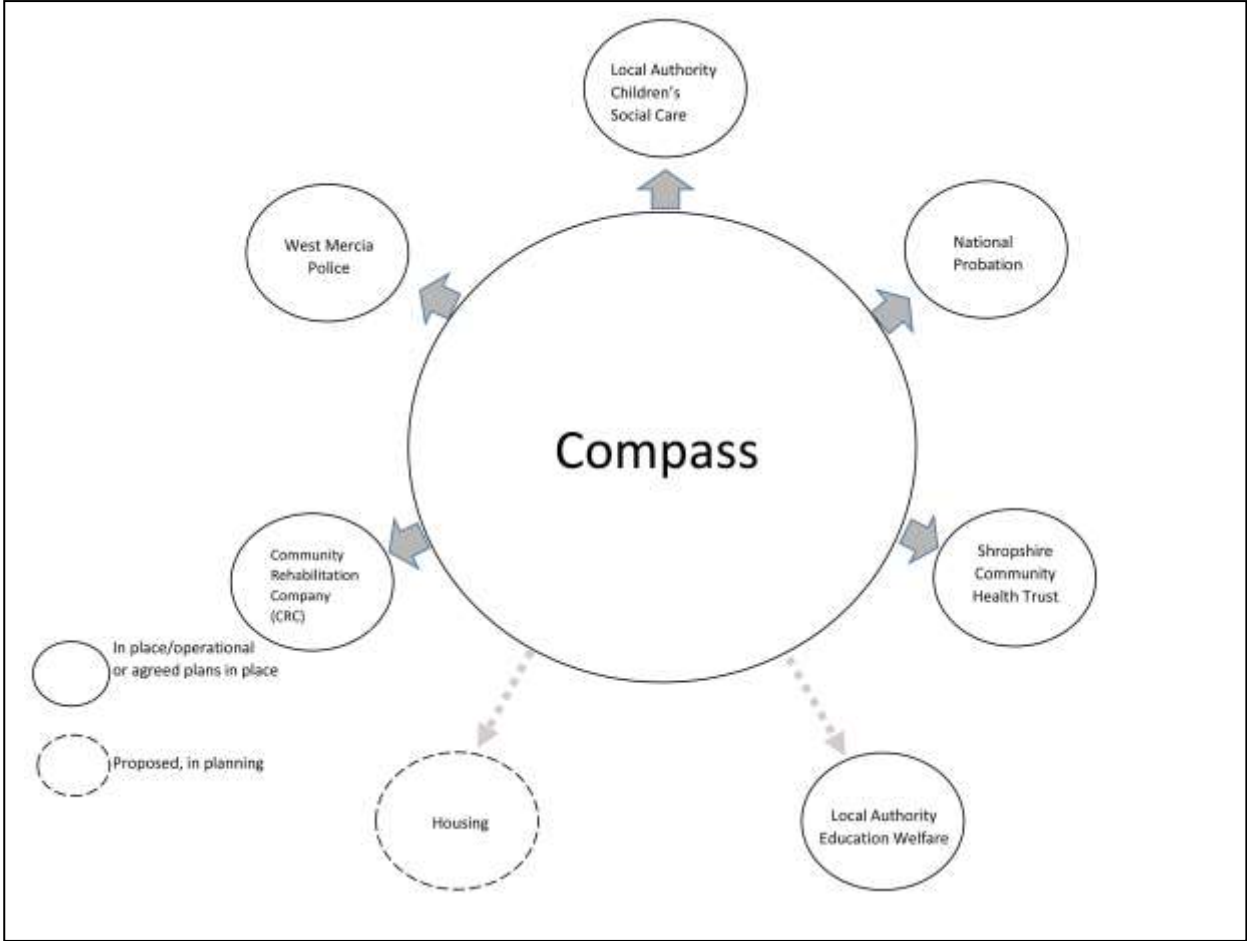 Local Authority
Children's
Social Care
West Mercia
Police
National
Probation
Compass
Community
Rehabilitation
Company
(CRC)
Shropshire
Community
Health Trust
In place/operational
or agreed plans in place
Proposed, in planning
Housing
Local Authority
Education Welfare